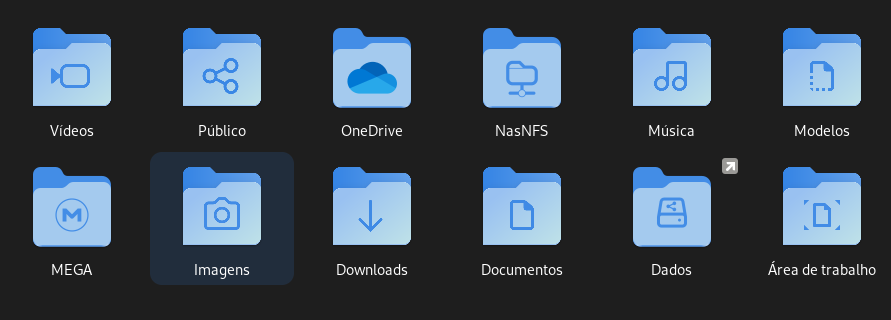 Vídeos
Público
OneDrive
NasNFS
Música
Modelos
MEGA
Imagens
Downloads
Documentos
Dados
Área de trabalho